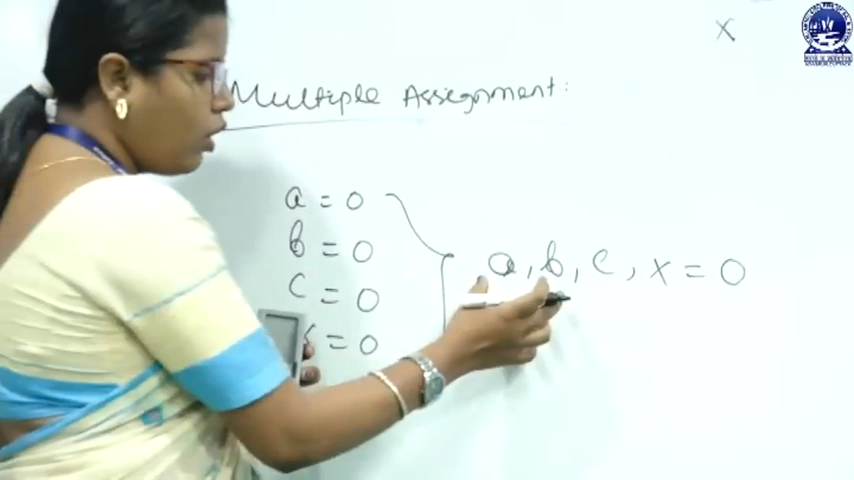 x
Multiple Assignment:
a = 0
b = 0
c = 0
x = 0
a, b, c, x = 0